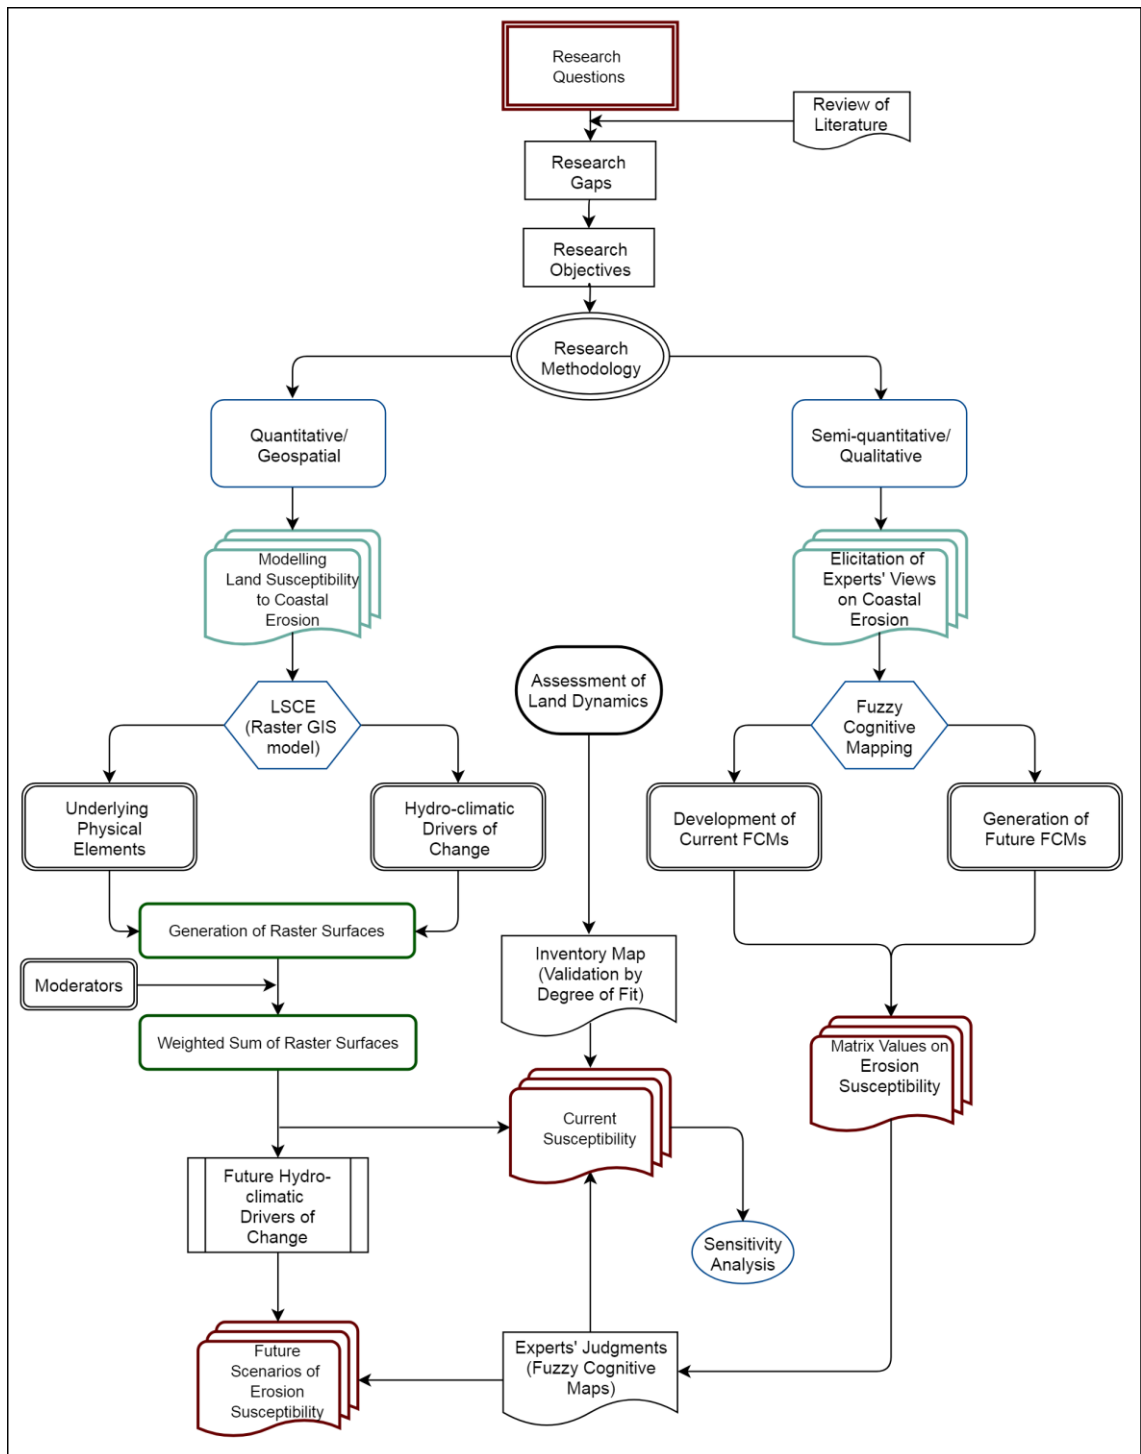 Research
Questions
Review of
Literature
Research
Gaps
Research
Objectives
Research
Methodology
Quantitative/
Geospatial
Semi-quantitative/
Qualitative
Modelling
Land Susceptibility
to Coastal
Erosion
Elicitation of
Experts' Views
on Coastal
Erosion
Assessment of
Land Dynamics
LSCE
(Raster GIS
model)
Fuzzy
Cognitive
Mapping
Underlying
Physical
Elements
Hydro-climatic
Drivers of
Change
Development of
Current FCMs
Generation of
Future FCMs
Generation of Raster Surfaces
Inventory Map
(Validation by
Degree of Fit)
Moderators
Weighted Sum of Raster Surfaces
Matrix Values on
Erosion
Susceptibility
Current
Susceptibility
Future Hydro-
climatic
Drivers of
Change
Sensitivity
Analysis
Future
Scenarios of
Erosion
Susceptibility
Experts' Judgments
(Fuzzy Cognitive
Maps)